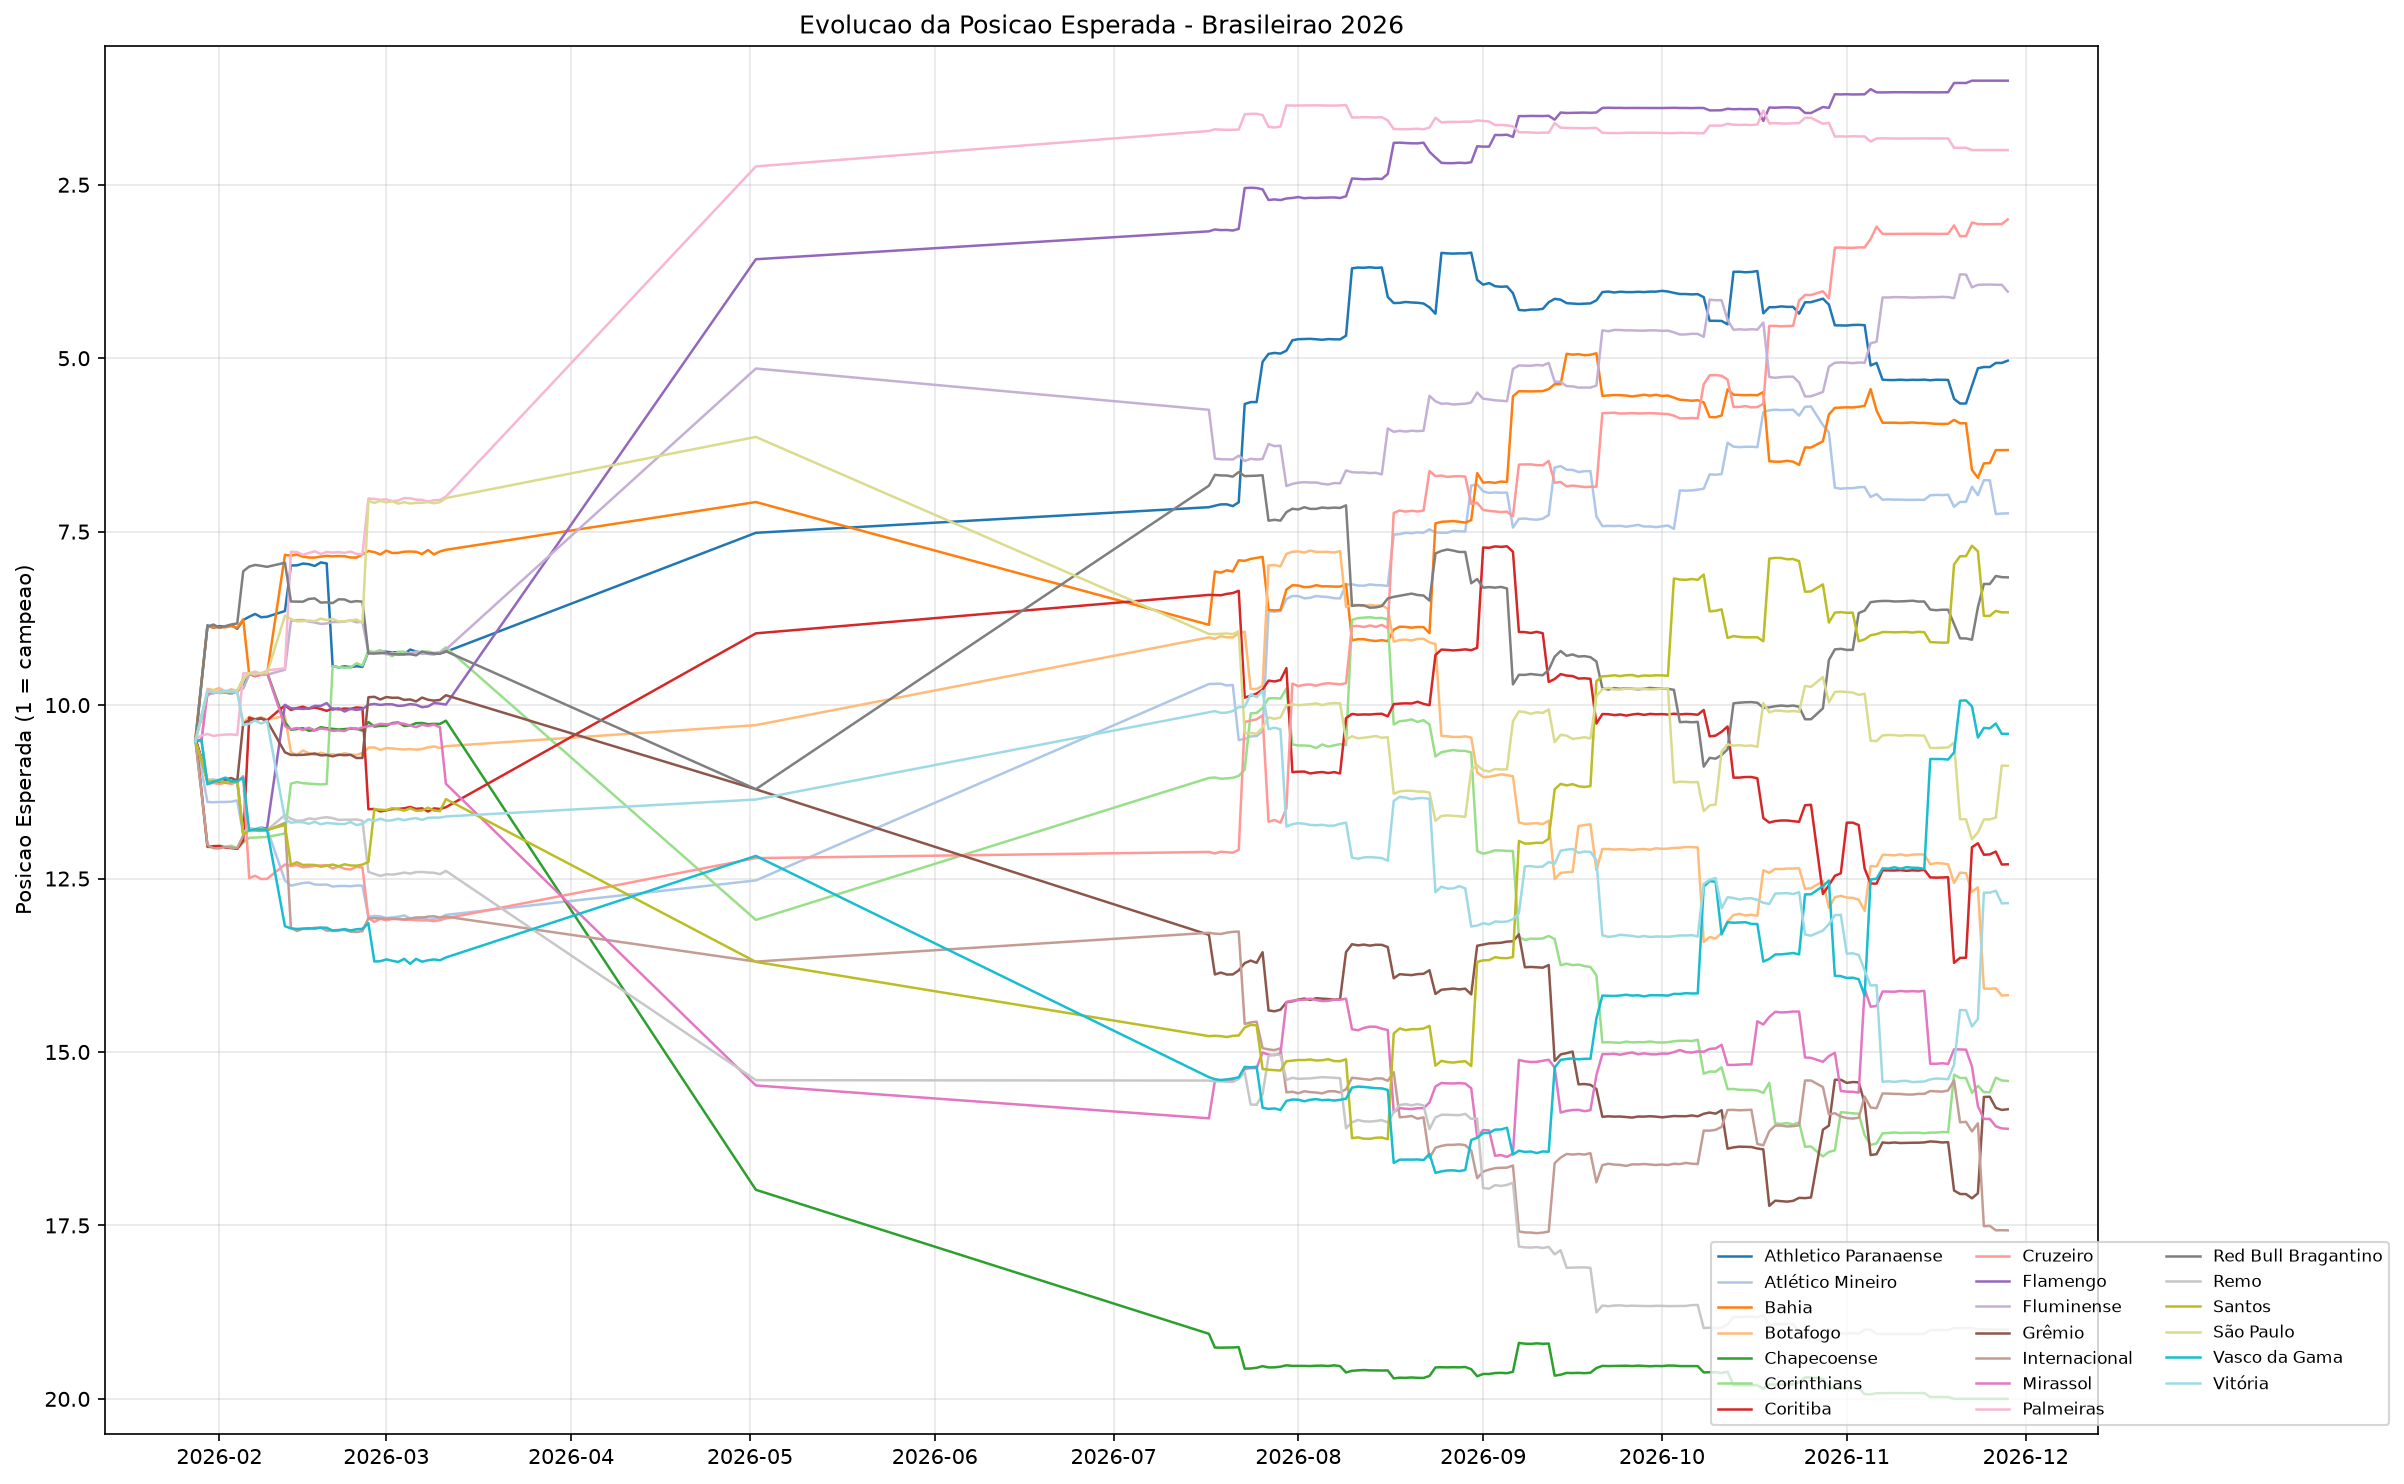 Evolucao da Posicao Esperada - Brasileirao 2026
Posicao Esperada (1 = campeao)
2.5
5.0
7.5
10.0
12.5
15.0
17.5
20.0
2026-02
2026-03
2026-04
2026-05
2026-06
2026-07
2026-08
2026-09
2026-10
2026-11
2026-12
Athletico Paranaense
Atlético Mineiro
Bahia
Botafogo
Chapecoense
Corinthians
Coritiba
Cruzeiro
Flamengo
Fluminense
Grêmio
Internacional
Mirassol
Palmeiras
Red Bull Bragantino
Remo
Santos
São Paulo
Vasco da Gama
Vitória